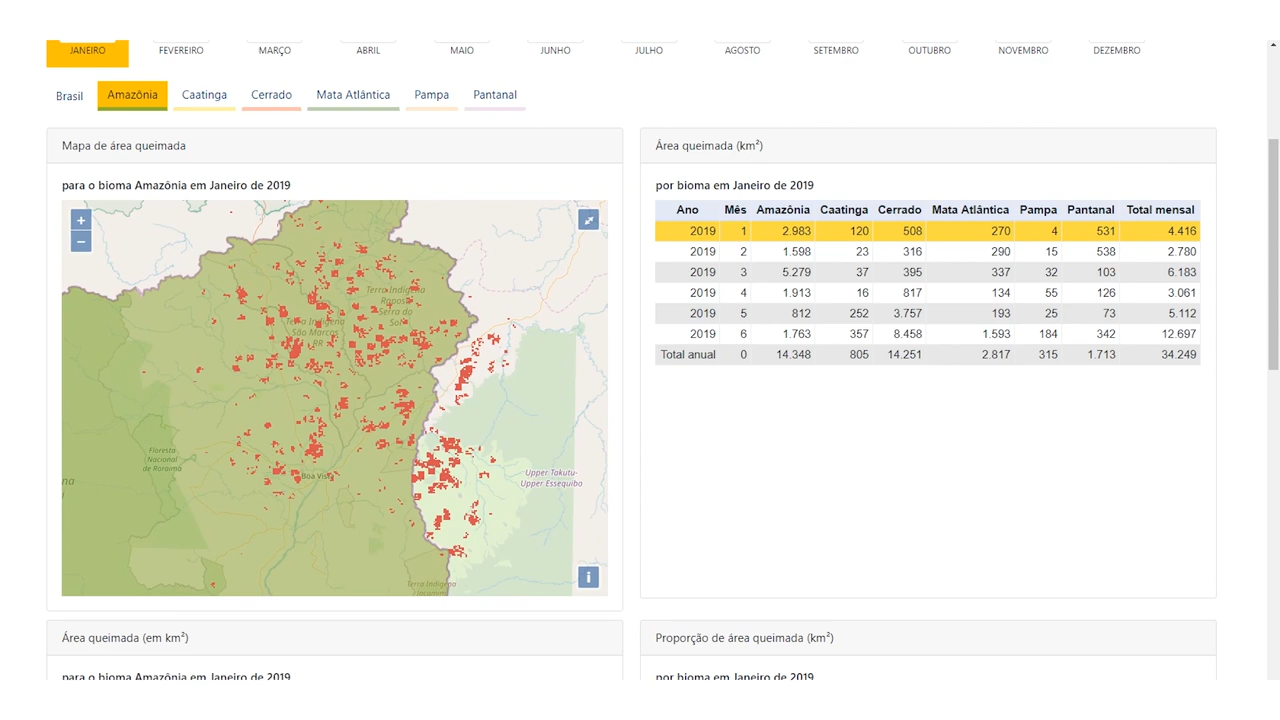 JANEIRO FEVEREIRO MARÇO ABRIL MAIO JUNHO JULHO AGOSTO SETEMBRO OUTUBRO NOVEMBRO DEZEMBRO
Brasil Amazônia Caatinga Cerrado Mata Atlântica Pampa Pantanal
Mapa de área queimada
para o bioma Amazônia em Janeiro de 2019
+
−
Terra Indígena
Raposa
Serra do
Sol
Terra Indígena
São Marcos
RR
Floresta
Nacional
de Roraima
Boa Vista
na
Upper Takutu-
Upper Essequibo
Terra Indígena
i
Área queimada (km²)
por bioma em Janeiro de 2019
Ano Mês Amazônia Caatinga Cerrado Mata Atlântica Pampa Pantanal Total mensal
2019 1 2.983 120 508 270 4 531 4.416
2019 2 1.598 23 316 290 15 538 2.780
2019 3 5.279 37 395 337 32 103 6.183
2019 4 1.913 16 817 134 55 126 3.061
2019 5 812 252 3.757 193 25 73 5.112
2019 6 1.763 357 8.458 1.593 184 342 12.697
Total anual 0 14.348 805 14.251 2.817 315 1.713 34.249
Área queimada (em km²)
para o bioma Amazônia em Janeiro de 2019
Proporção de área queimada (km²)
por bioma em Janeiro de 2019